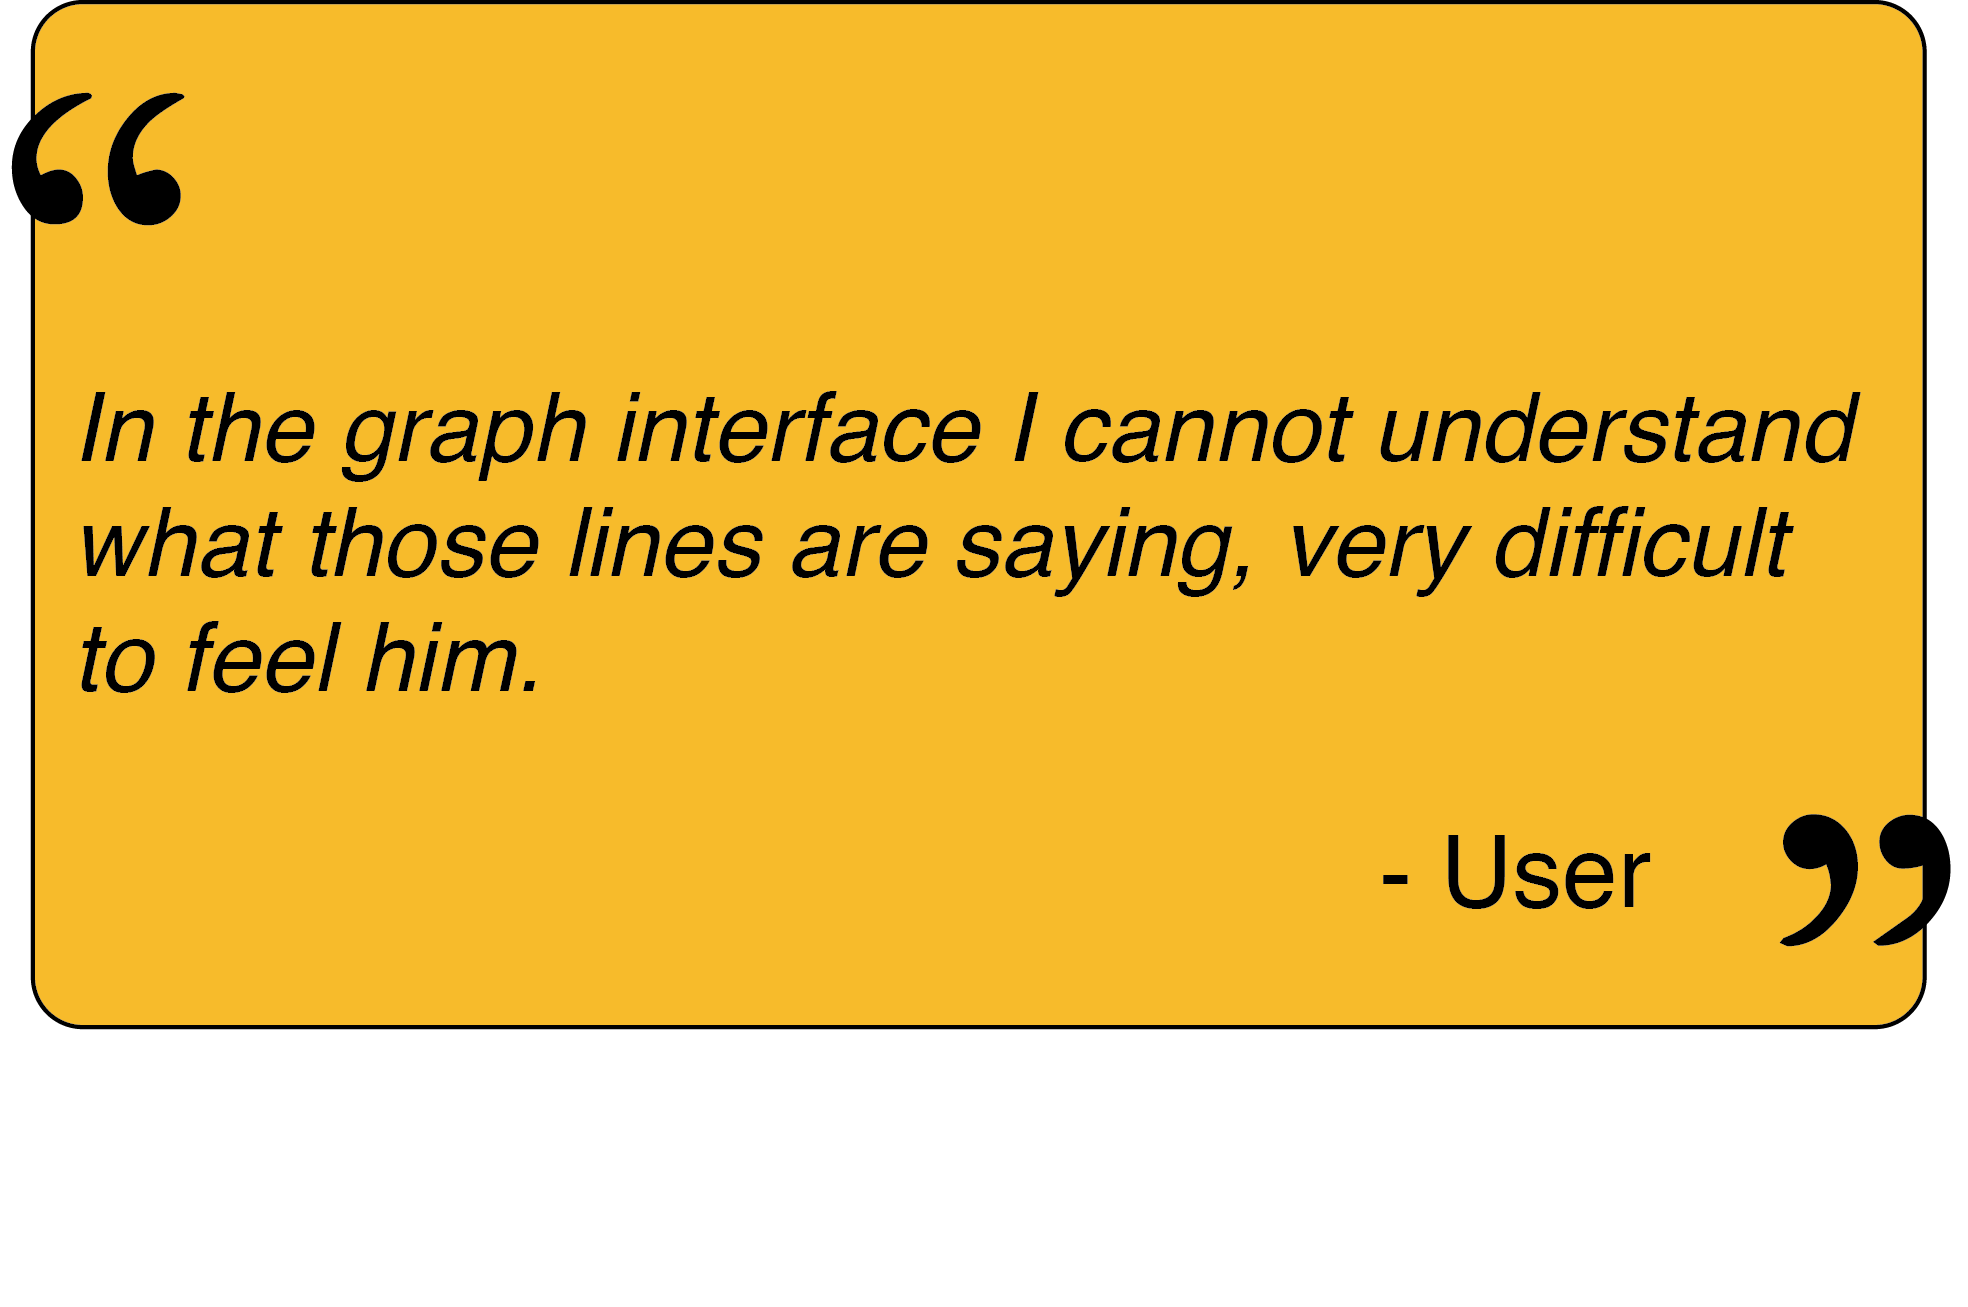 “
In the graph interface I cannot understand
what those lines are saying, very difficult
to feel him.
- User
”